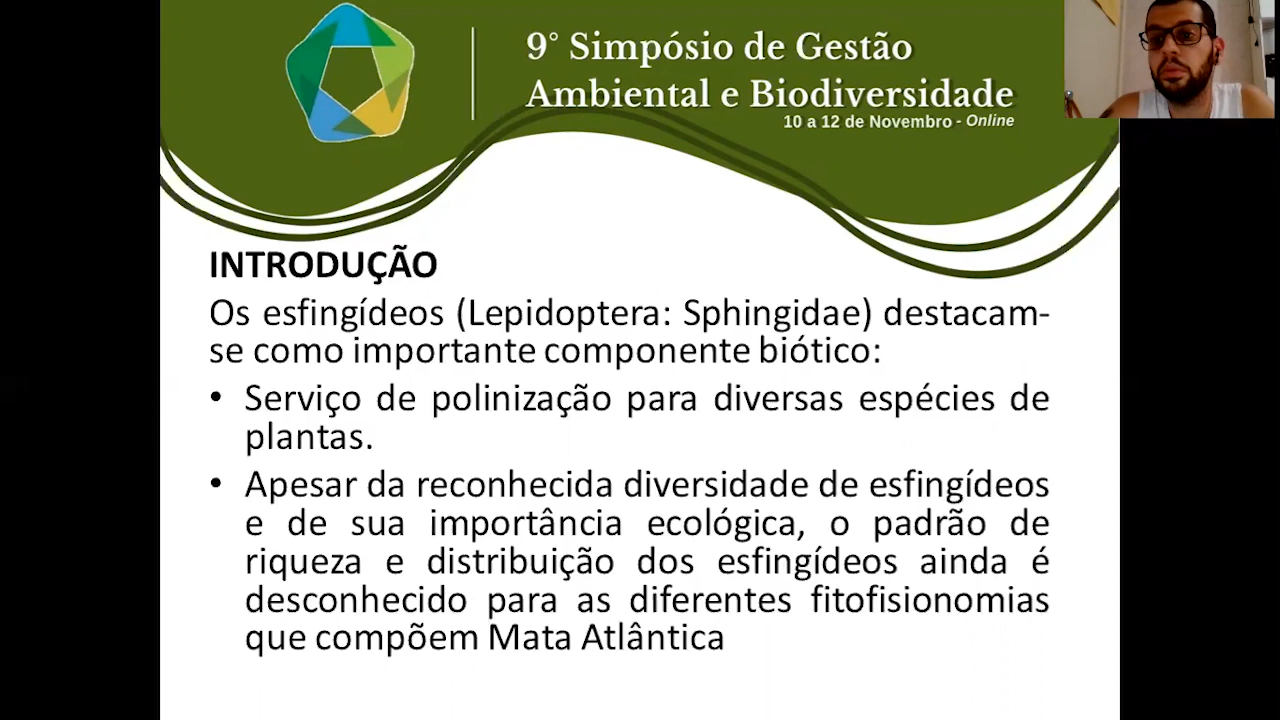 9° Simpósio de Gestão
Ambiental e Biodiversidade
10 a 12 de Novembro - Online
INTRODUÇÃO
Os esfingídeos (Lepidoptera: Sphingidae) destacam-
se como importante componente biótico:
• Serviço de polinização para diversas espécies de
plantas.
• Apesar da reconhecida diversidade de esfingídeos
e de sua importância ecológica, o padrão de
riqueza e distribuição dos esfingídeos ainda é
desconhecido para as diferentes fitofisionomias
que compõem Mata Atlântica